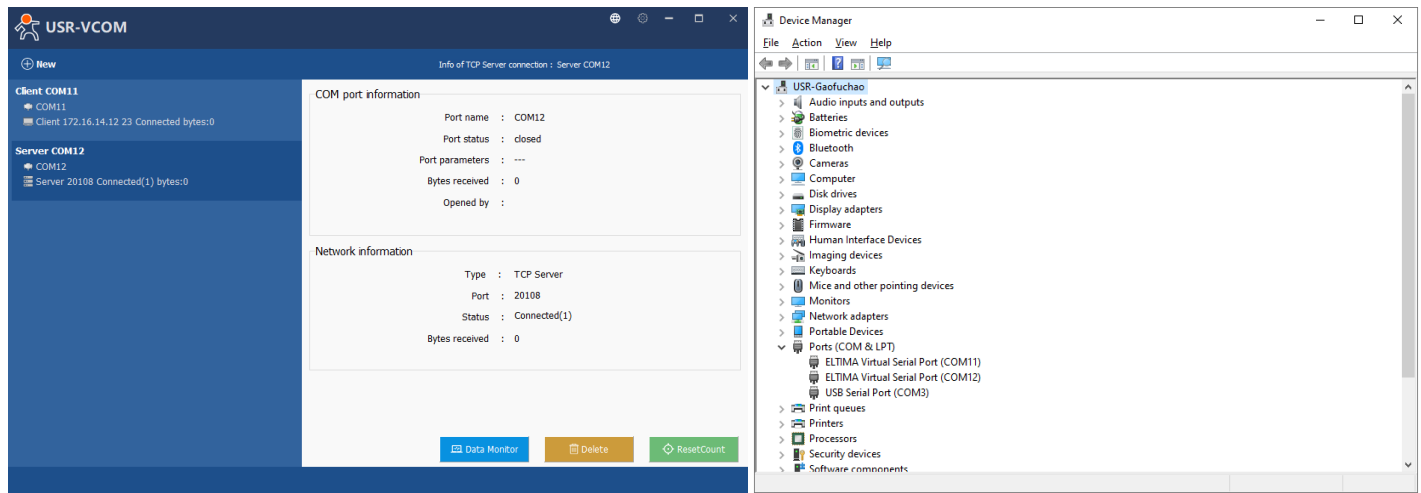 USR-VCOM
New
Info of TCP Server connection : Server COM12
Client COM11
COM11
Client 172.16.14.12 23 Connected bytes:0
Server COM12
COM12
Server 20108 Connected(1) bytes:0
COM port information
Port name : COM12
Port status : closed
Port parameters : ---
Bytes received : 0
Opened by :
Network information
Type : TCP Server
Port : 20108
Status : Connected(1)
Bytes received : 0
Data Monitor Delete ResetCount
Device Manager
File Action View Help
USR-Gaofuchao
Audio inputs and outputs
Batteries
Biometric devices
Bluetooth
Cameras
Computer
Disk drives
Display adapters
Firmware
Human Interface Devices
Imaging devices
Keyboards
Mice and other pointing devices
Monitors
Network adapters
Portable Devices
Ports (COM & LPT)
ELTIMA Virtual Serial Port (COM11)
ELTIMA Virtual Serial Port (COM12)
USB Serial Port (COM3)
Print queues
Printers
Processors
Security devices
Software components